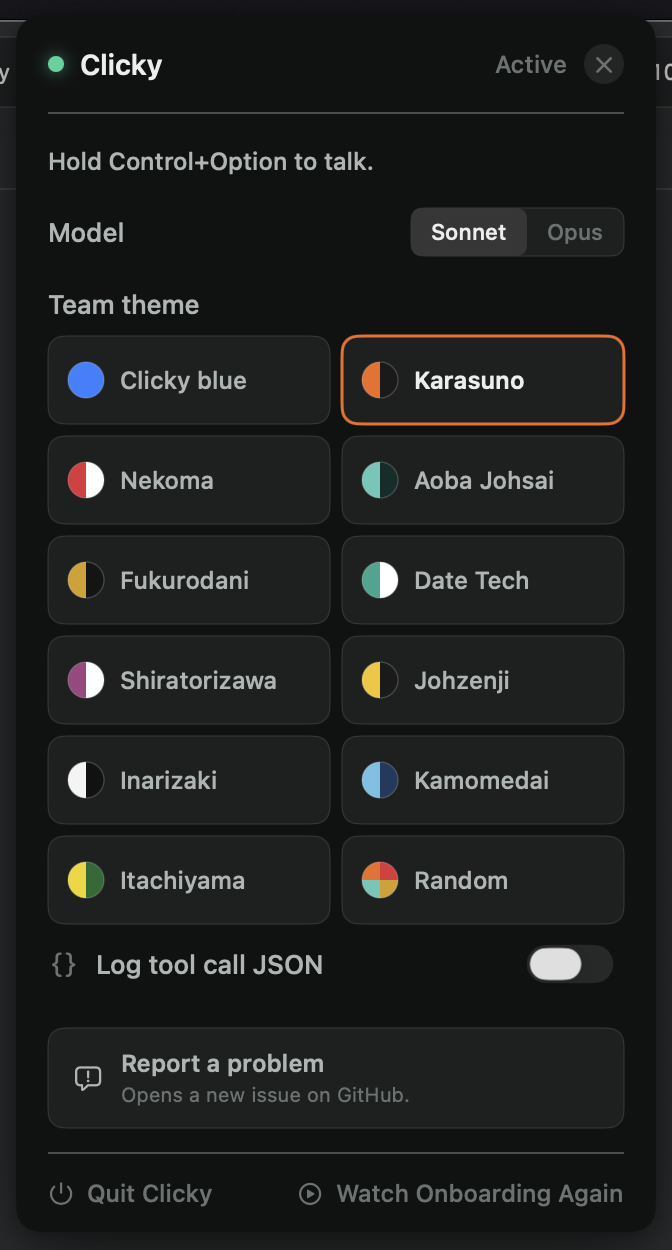 Clicky
Active
Hold Control+Option to talk.
Model
Sonnet
Opus
Team theme
Clicky blue
Karasuno
Nekoma
Aoba Johsai
Fukurodani
Date Tech
Shiratorizawa
Johzenji
Inarizaki
Kamomedai
Itachiyama
Random
{} Log tool call JSON
Report a problem
Opens a new issue on GitHub.
Quit Clicky
Watch Onboarding Again